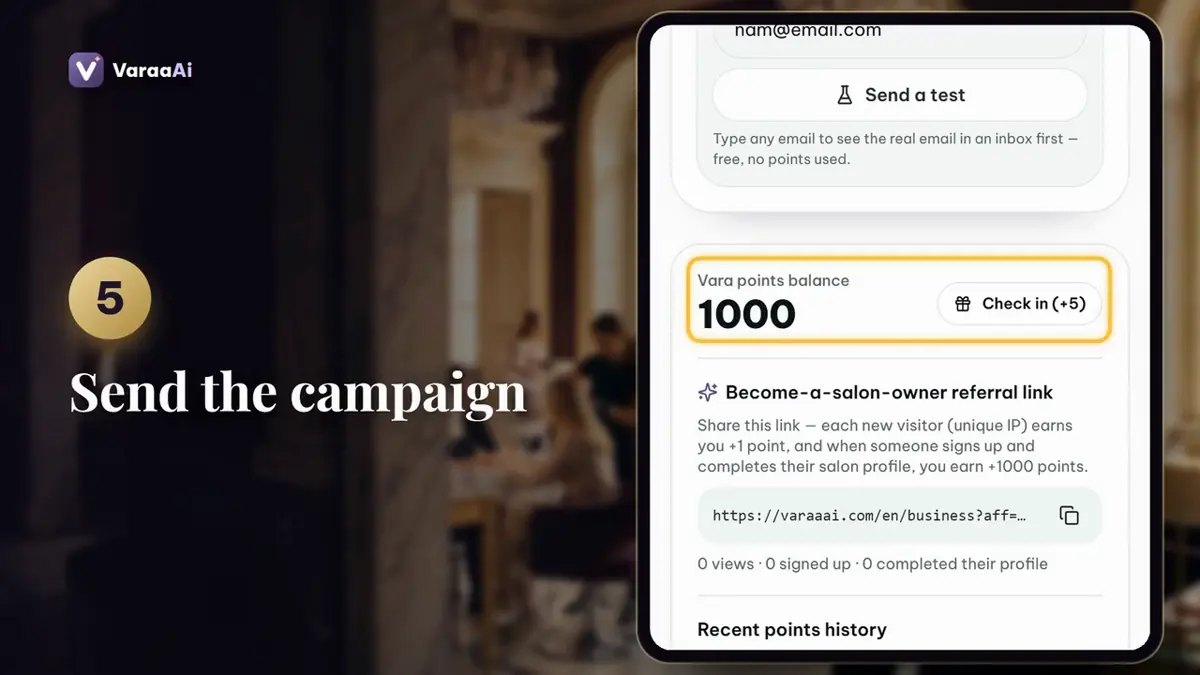 VaraaAi
5
Send the campaign
nam@email.com
Send a test
Type any email to see the real email in an inbox first —
free, no points used.
Vara points balance
1000
Check in (+5)
Become-a-salon-owner referral link
Share this link — each new visitor (unique IP) earns
you +1 point, and when someone signs up and
completes their salon profile, you earn +1000 points.
https://varaaai.com/en/business?aff=…
0 views · 0 signed up · 0 completed their profile
Recent points history